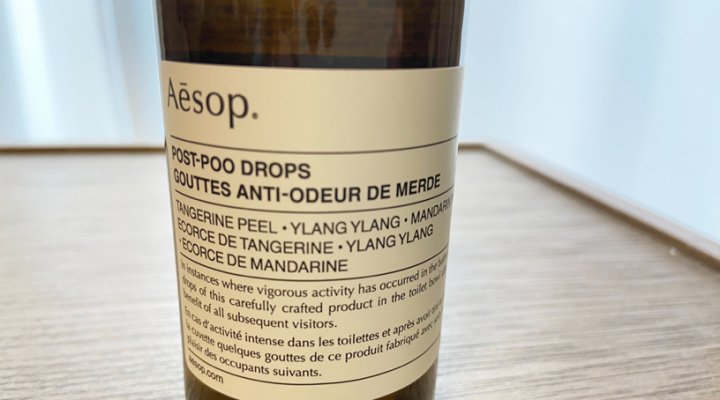 Aēsop.
POST-POO DROPS
GOUTTES ANTI-ODEUR DE MERDE
TANGERINE PEEL • YLANG YLANG • MANDARIN
ECORCE DE TANGERINE • YLANG YLANG
• ECORCE DE MANDARINE
In instances where vigorous activity has occurred in the
drops of this carefully crafted product in the toilet bowl
benefit of all subsequent visitors.
En cas d'activité intense dans les toilettes et après avoir
la cuvette quelques gouttes de ce produit fabriqué avec
plaisir des occupants suivants.
aesop.com